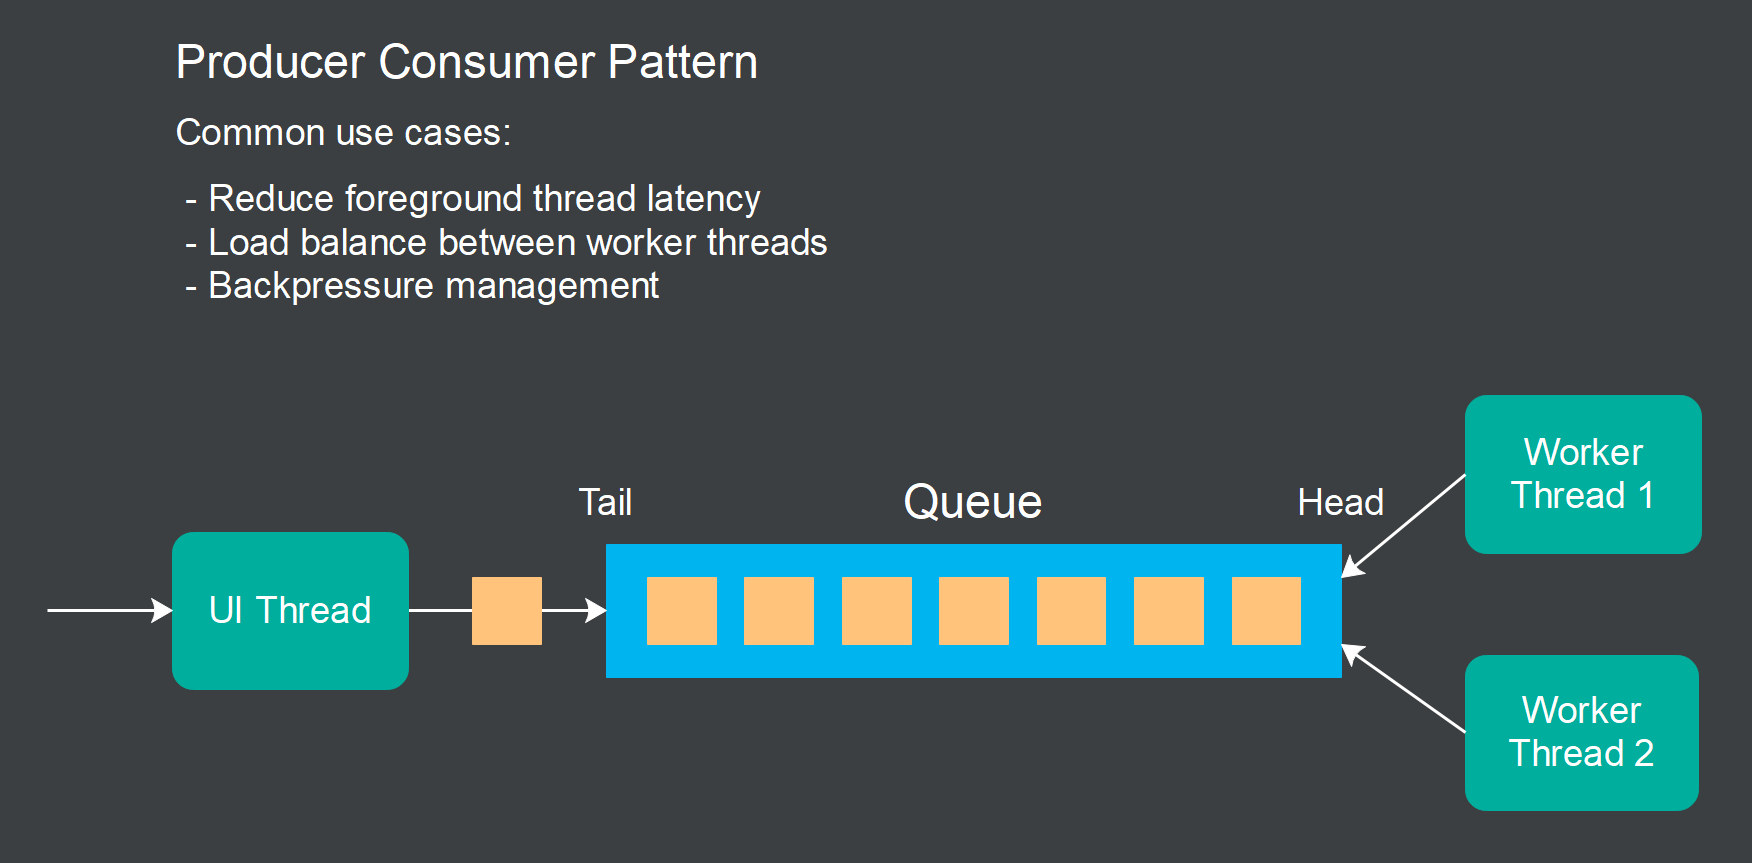 Producer Consumer Pattern
Common use cases:
- Reduce foreground thread latency
- Load balance between worker threads
- Backpressure management
Tail
Queue
Head
UI Thread
Worker
Thread 1
Worker
Thread 2